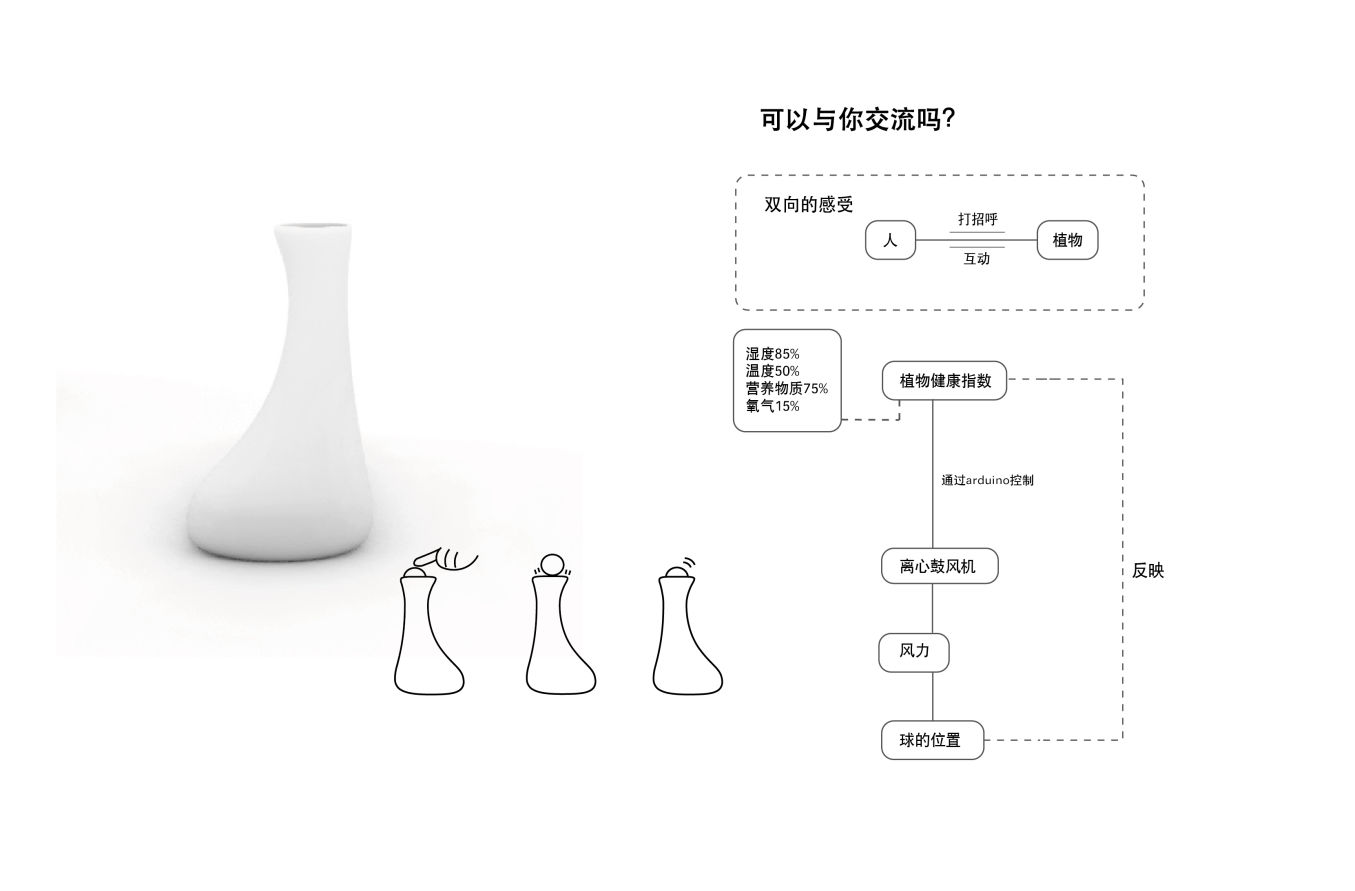 可以与你交流吗？
双向的感受
打招呼
人
植物
互动
湿度85%
温度50%
营养物质75%
氧气15%
植物健康指数
通过arduino控制
离心鼓风机
反映
风力
球的位置